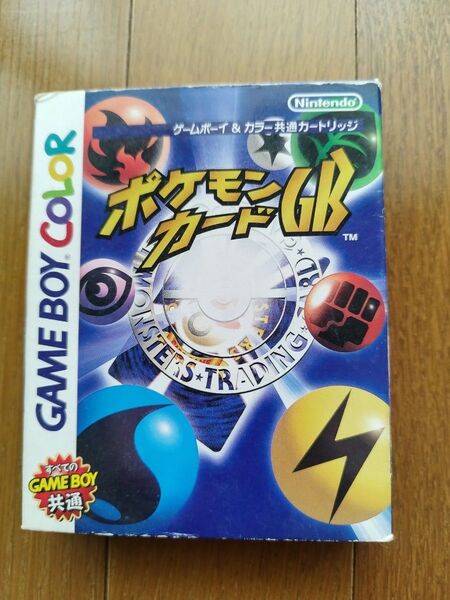 Nintendo
ゲームボーイ & カラー共通カートリッジ
ポケモン
カードGB
TM
MONSTERS★TRADING
CARD
GAME BOY COLOR
すべての
GAME BOY
共通